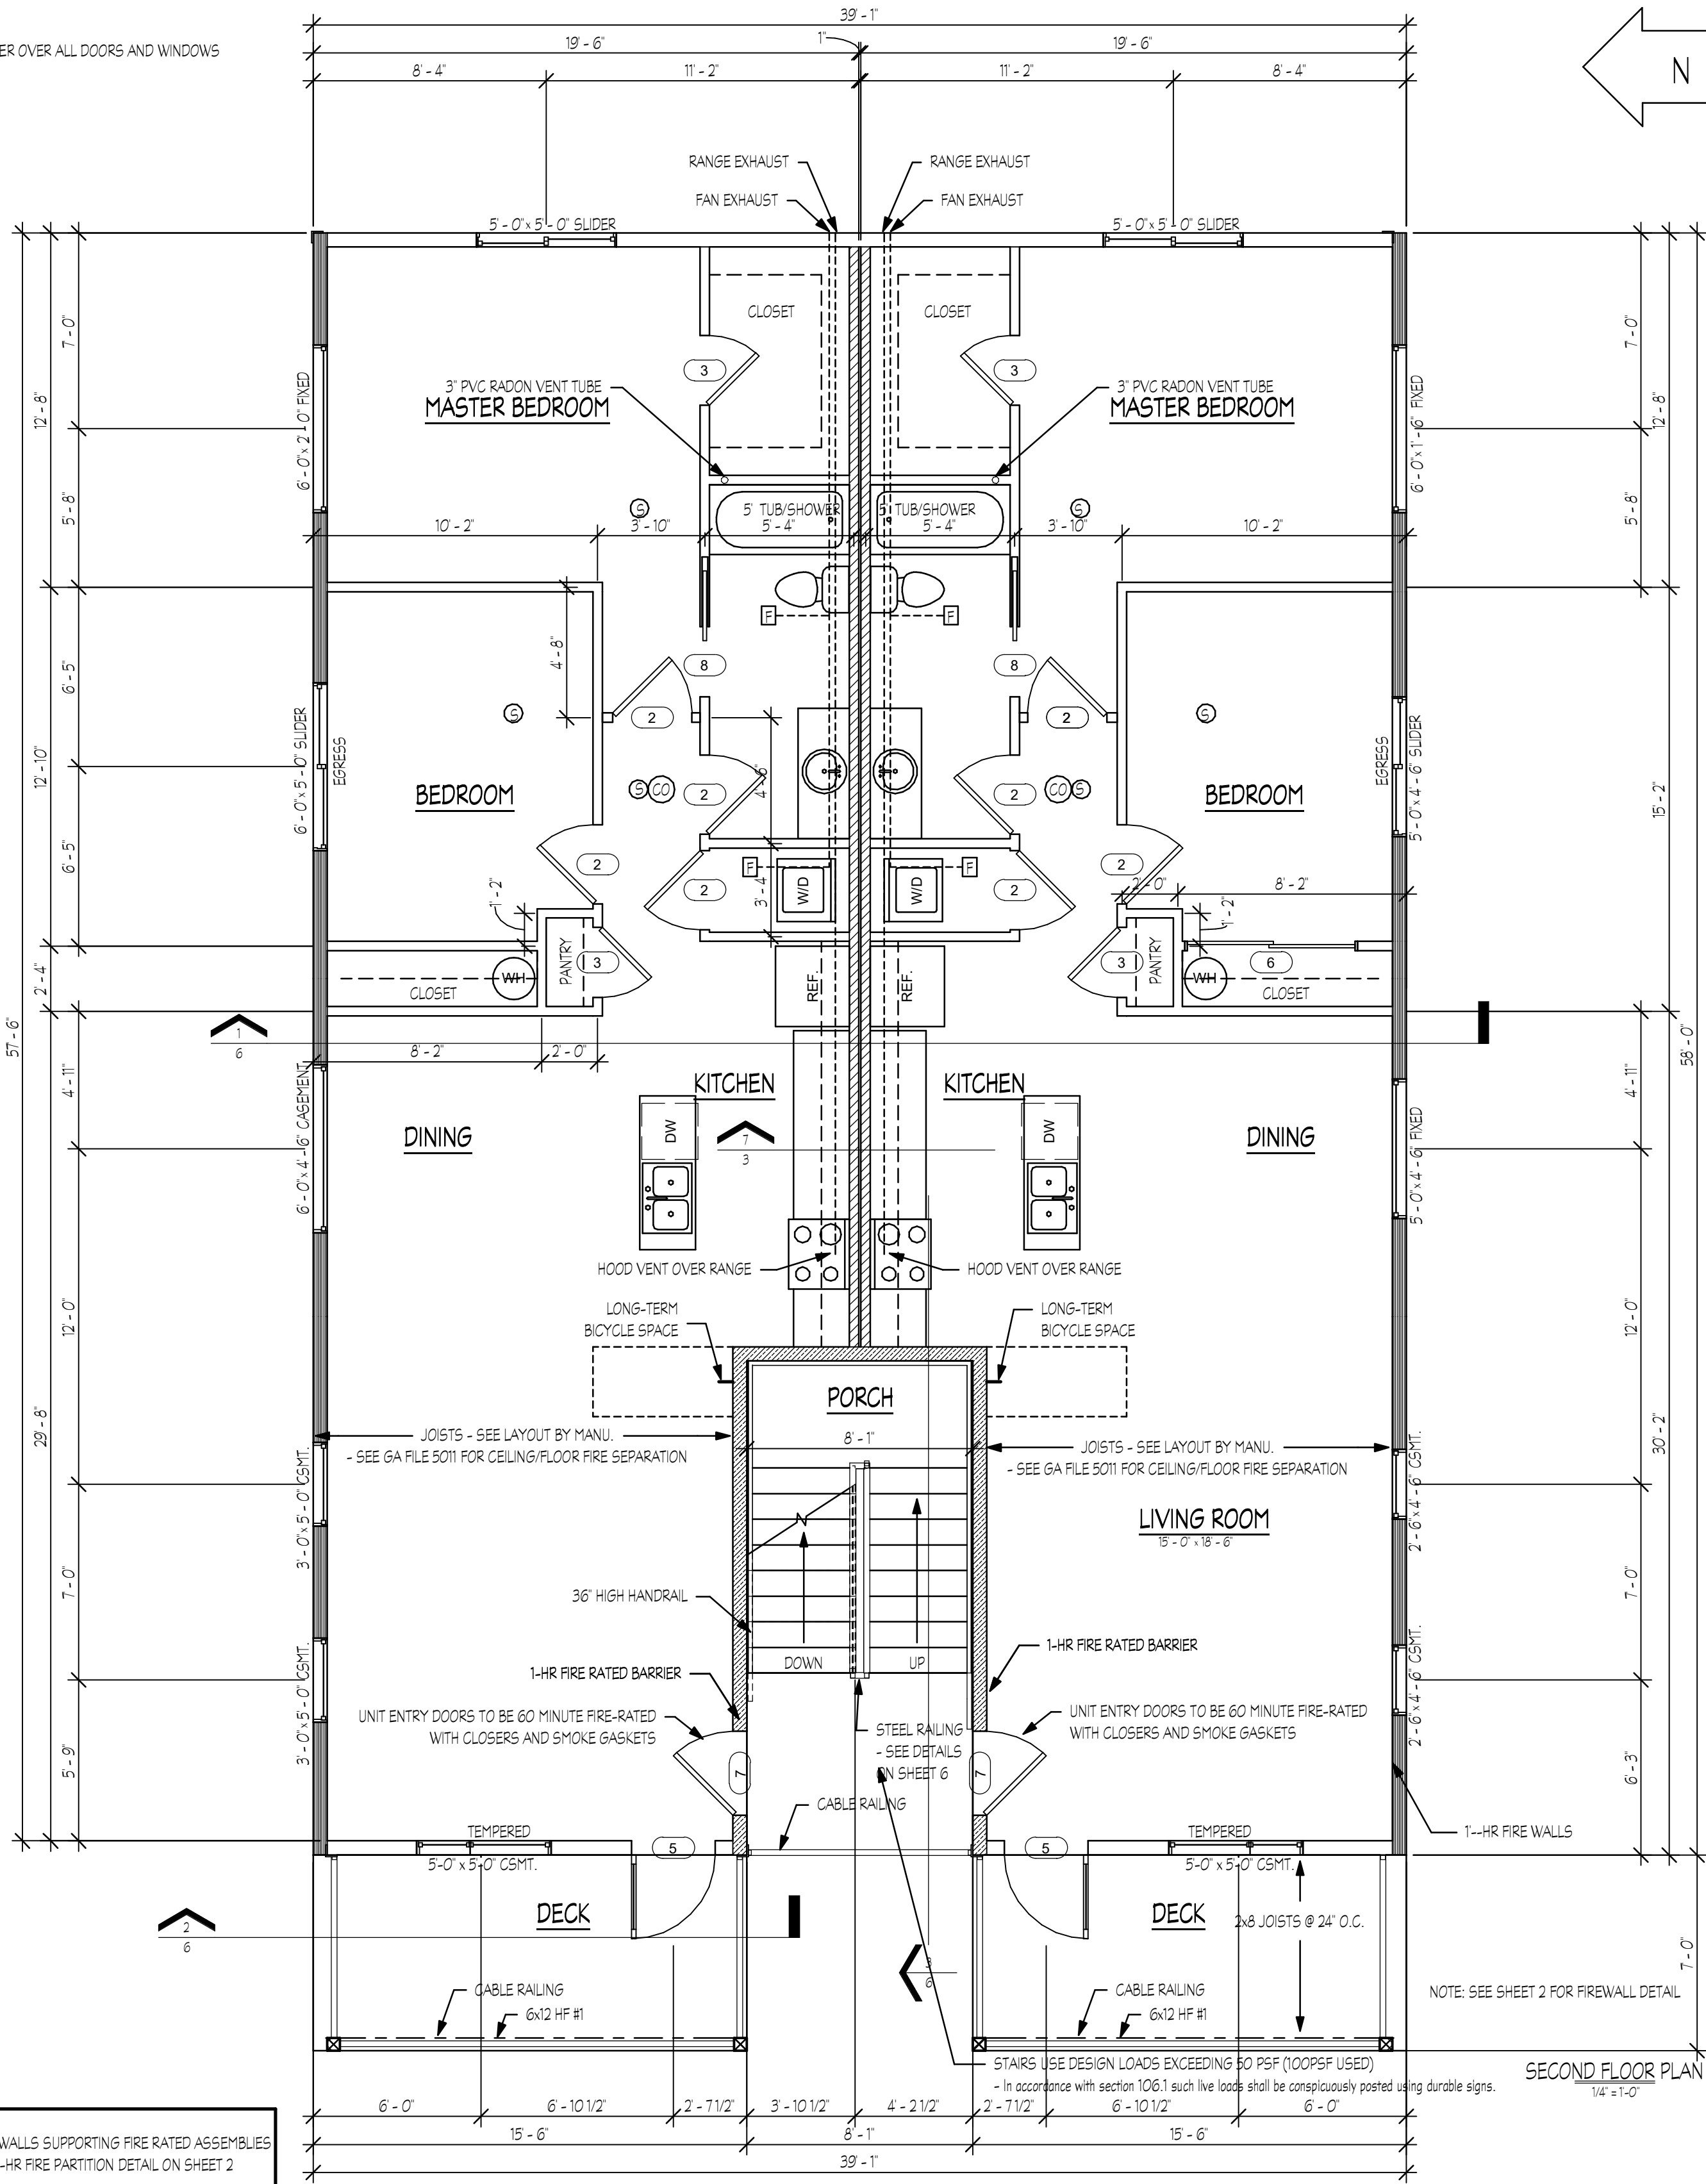 39' - 1"
ER OVER ALL DOORS AND WINDOWS
19' - 6"
1"
19' - 6"
8' - 4"
11' - 2"
11' - 2"
8' - 4"
N
RANGE EXHAUST
RANGE EXHAUST
FAN EXHAUST
FAN EXHAUST
5' - 0" x 5' - 0" SLIDER
5' - 0" x 5' - 0" SLIDER
CLOSET
CLOSET
7' - 0"
7' - 0"
3
3
3" PVC RADON VENT TUBE
3" PVC RADON VENT TUBE
MASTER BEDROOM
MASTER BEDROOM
12' - 8"
6' - 0" x 2' - 0" FIXED
6' - 0" x 1' - 6" FIXED
12' - 8"
5' - 8"
5' - 8"
S
5' TUB/SHOWER
5' TUB/SHOWER
S
10' - 2"
3' - 10"
5' - 4"
5' - 4"
3' - 10"
10' - 2"
F
F
4' - 8"
6' - 5"
8
8
S
2
2
S
12' - 10"
6' - 0" x 5' - 0" SLIDER
EGRESS
EGRESS
5' - 0" x 4' - 6" SLIDER
15' - 2"
BEDROOM
S CO
2
4' - 6"
2
CO S
BEDROOM
6' - 5"
2
F
W/D
W/D
F
2
2
3' - 4"
2
2' - 0"
8' - 2"
1' - 2"
1' - 2"
PANTRY
3
3
PANTRY
6
WH
WH
CLOSET
CLOSET
REF.
REF.
2' - 4"
57' - 6"
58' - 0"
1
6
8' - 2"
2' - 0"
4' - 11"
4' - 11"
KITCHEN
KITCHEN
DINING
DINING
DW
DW
7
3
6' - 0" x 4' - 6" CASEMENT
5' - 0" x 4' - 6" FIXED
HOOD VENT OVER RANGE
HOOD VENT OVER RANGE
12' - 0"
12' - 0"
LONG-TERM
BICYCLE SPACE
LONG-TERM
BICYCLE SPACE
PORCH
29' - 8"
30' - 2"
8' - 1"
JOISTS - SEE LAYOUT BY MANU.
- SEE GA FILE 5011 FOR CEILING/FLOOR FIRE SEPARATION
JOISTS - SEE LAYOUT BY MANU.
- SEE GA FILE 5011 FOR CEILING/FLOOR FIRE SEPARATION
3' - 0" x 5' - 0" CSMT.
2' - 6" x 4' - 6" CSMT.
LIVING ROOM
15' - 0" x 18' - 6"
7' - 0"
7' - 0"
36" HIGH HANDRAIL
DOWN
UP
1-HR FIRE RATED BARRIER
1-HR FIRE RATED BARRIER
3' - 0" x 5' - 0" CSMT.
2' - 6" x 4' - 6" CSMT.
UNIT ENTRY DOORS TO BE 60 MINUTE FIRE-RATED
WITH CLOSERS AND SMOKE GASKETS
UNIT ENTRY DOORS TO BE 60 MINUTE FIRE-RATED
WITH CLOSERS AND SMOKE GASKETS
STEEL RAILING
- SEE DETAILS
ON SHEET 6
5' - 9"
6' - 3"
7
7
CABLE RAILING
TEMPERED
5
5
TEMPERED
1'--HR FIRE WALLS
5'-0" x 5'-0" CSMT.
5'-0" x 5'-0" CSMT.
DECK
DECK
2x8 JOISTS @ 24" O.C.
2
6
3
6
7' - 0"
CABLE RAILING
6x12 HF #1
CABLE RAILING
6x12 HF #1
NOTE: SEE SHEET 2 FOR FIREWALL DETAIL
STAIRS USE DESIGN LOADS EXCEEDING 50 PSF (100PSF USED)
- In accordance with section 106.1 such live loads shall be conspicuously posted using durable signs.
SECOND FLOOR PLAN
1/4" = 1'-0"
6' - 0"
6' - 10 1/2"
2' - 7 1/2"
3' - 10 1/2"
4' - 2 1/2"
2' - 7 1/2"
6' - 10 1/2"
6' - 0"
15' - 6"
8' - 1"
15' - 6"
39' - 1"
WALLS SUPPORTING FIRE RATED ASSEMBLIES
-HR FIRE PARTITION DETAIL ON SHEET 2